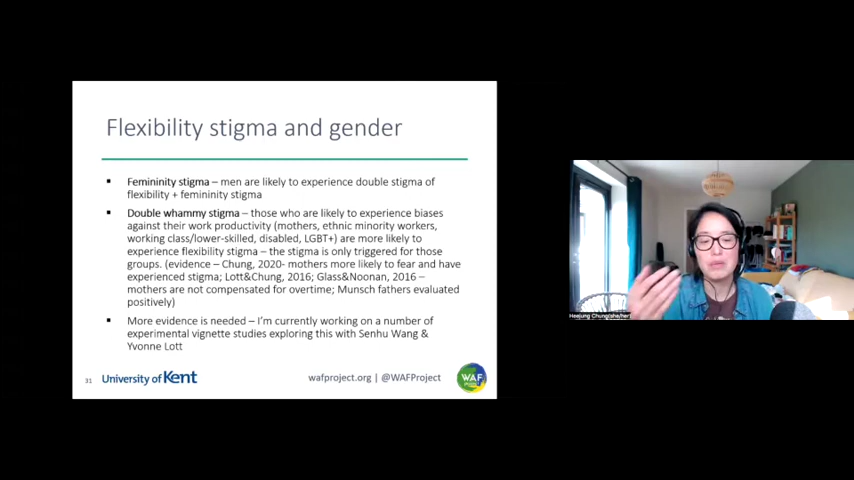 Flexibility stigma and gender
▪ Femininity stigma – men are likely to experience double stigma of
flexibility + femininity stigma
▪ Double whammy stigma – those who are likely to experience biases
against their work productivity (mothers, ethnic minority workers,
working class/lower-skilled, disabled, LGBT+) are more likely to
experience flexibility stigma – the stigma is only triggered for those
groups. (evidence – Chung, 2020- mothers more likely to fear and have
experienced stigma; Lott&Chung, 2016; Glass&Noonan, 2016 –
mothers are not compensated for overtime; Munsch fathers evaluated
positively)
▪ More evidence is needed – I'm currently working on a number of
experimental vignette studies exploring this with Senhu Wang &
Yvonne Lott
31
University of Kent
wafproject.org | @WAFProject
WAF
Heejung Chung(she/her)